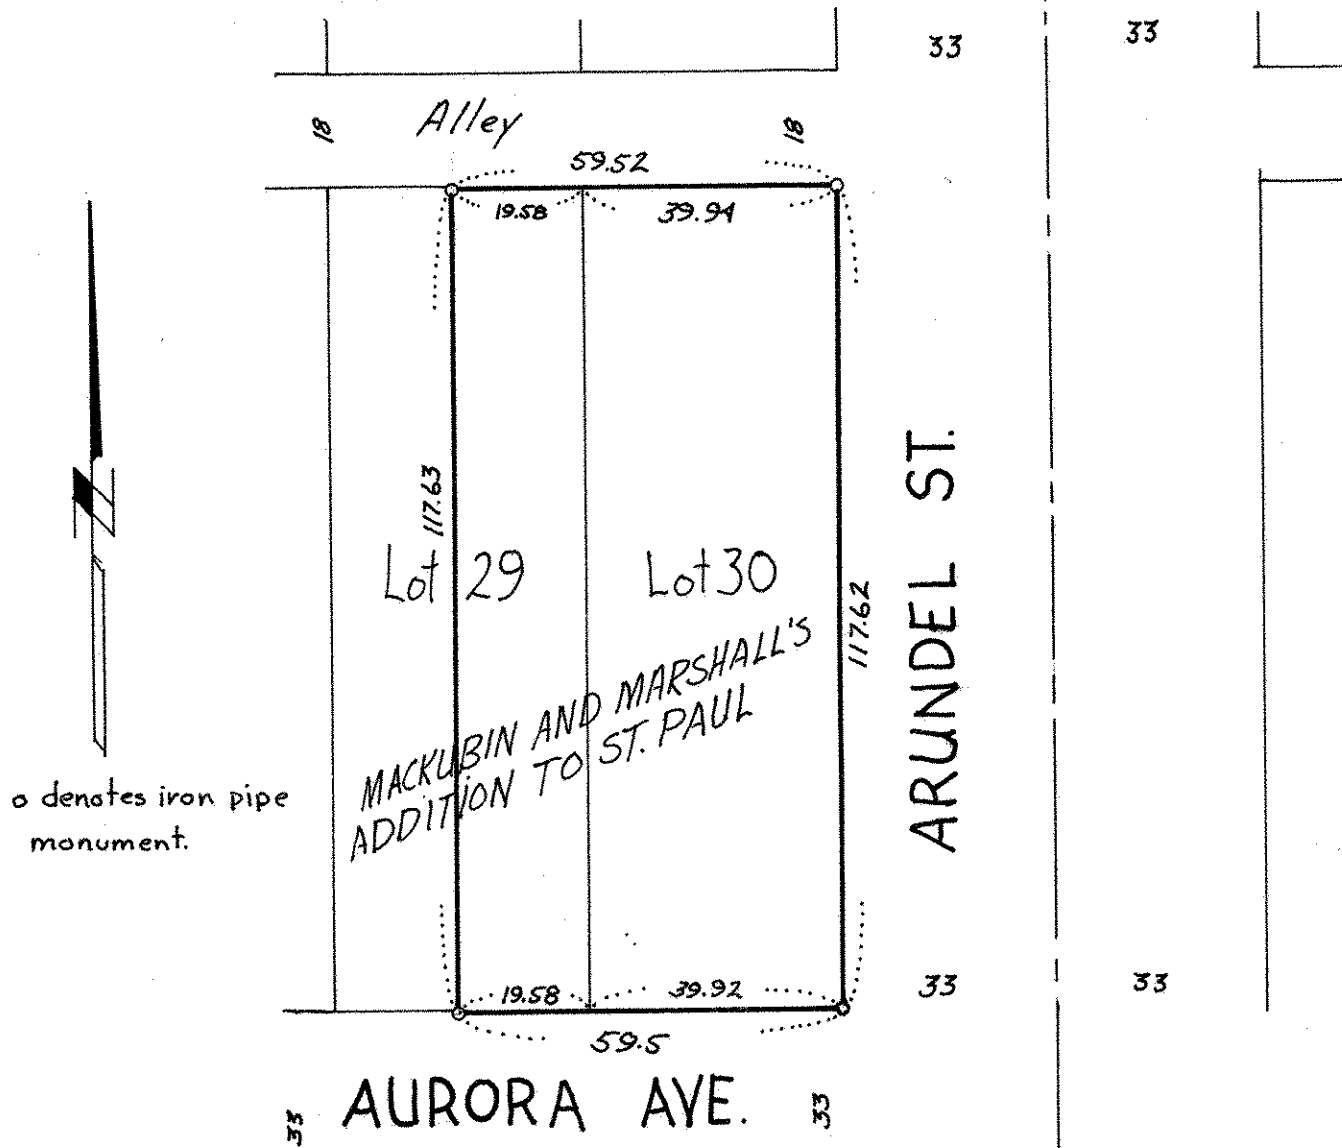 33
33
18
Alley
18
59.52
19.58
39.94
117.63
Lot 29
Lot 30
117.62
ARUNDEL ST.
MACKUBIN AND MARSHALL'S
ADDITION TO ST. PAUL
o denotes iron pipe
monument.
19.58
39.92
33
33
59.5
33
AURORA AVE.
33